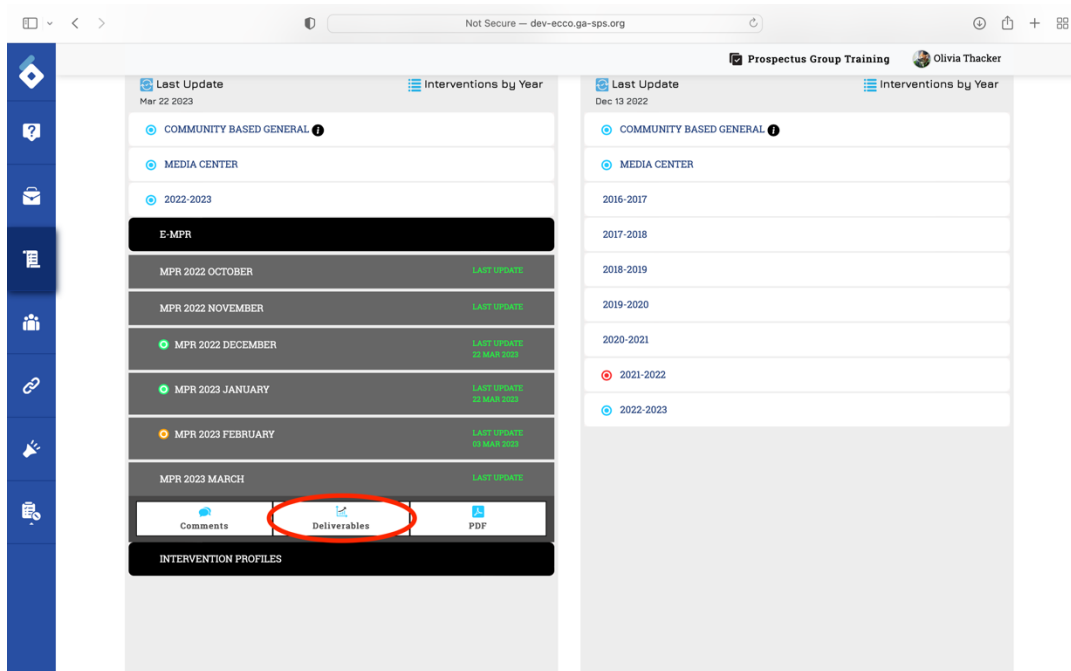 Not Secure — dev-ecco.ga-sps.org
Prospectus Group Training
Olivia Thacker
Last Update
Interventions by Year
Mar 22 2023
COMMUNITY BASED GENERAL
MEDIA CENTER
2022-2023
E-MPR
MPR 2022 OCTOBER LAST UPDATE
MPR 2022 NOVEMBER LAST UPDATE
MPR 2022 DECEMBER LAST UPDATE
22 MAR 2023
MPR 2023 JANUARY LAST UPDATE
22 MAR 2023
MPR 2023 FEBRUARY LAST UPDATE
03 MAR 2023
MPR 2023 MARCH LAST UPDATE
Comments Deliverables PDF
INTERVENTION PROFILES
Last Update
Interventions by Year
Dec 13 2022
COMMUNITY BASED GENERAL
MEDIA CENTER
2016-2017
2017-2018
2018-2019
2019-2020
2020-2021
2021-2022
2022-2023